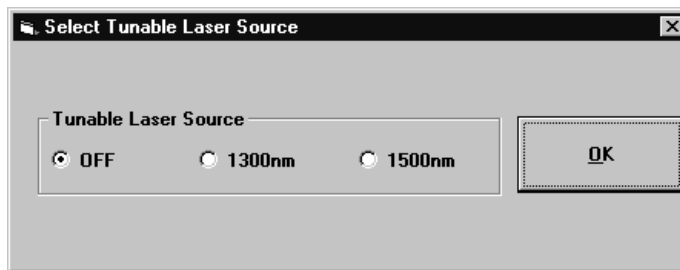 Select Tunable Laser Source
Tunable Laser Source
OFF 1300nm 1500nm
OK